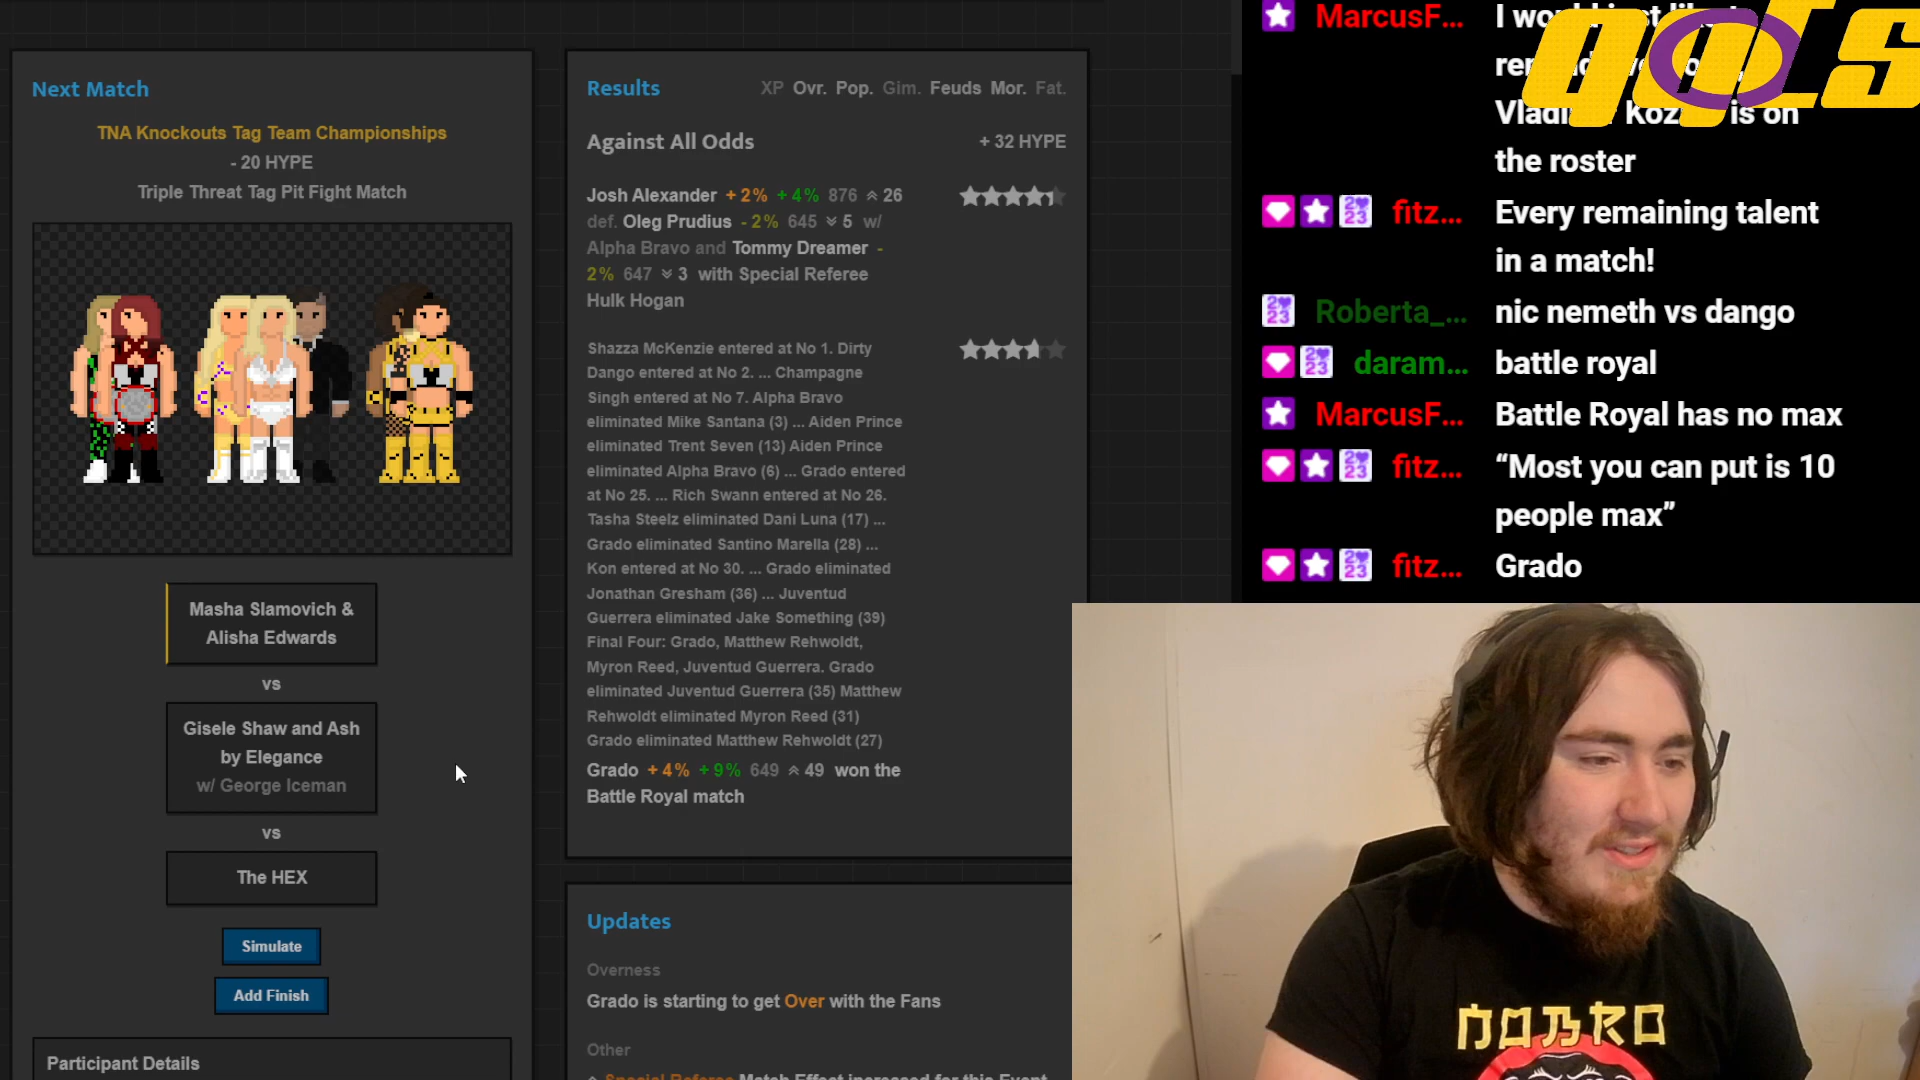 Next Match
TNA Knockouts Tag Team Championships
- 20 HYPE
Triple Threat Tag Pit Fight Match
Masha Slamovich &
Alisha Edwards
vs
Gisele Shaw and Ash
by Elegance
w/ George Iceman
vs
The HEX
Simulate
Add Finish
Participant Details
Results
XP Ovr. Pop. Gim. Feuds Mor. Fat.
Against All Odds
+ 32 HYPE
Josh Alexander + 2% + 4% 876 26
def. Oleg Prudius - 2% 645 5 w/
Alpha Bravo and Tommy Dreamer -
2% 647 3 with Special Referee
Hulk Hogan
Shazza McKenzie entered at No 1. Dirty
Dango entered at No 2. ... Champagne
Singh entered at No 7. Alpha Bravo
eliminated Mike Santana (3) ... Aiden Prince
eliminated Trent Seven (13) Aiden Prince
eliminated Alpha Bravo (6) ... Grado entered
at No 25. ... Rich Swann entered at No 26.
Tasha Steelz eliminated Dani Luna (17) ...
Grado eliminated Santino Marella (28) ...
Kon entered at No 30. ... Grado eliminated
Jonathan Gresham (36) ... Juventud
Guerrera eliminated Jake Something (39)
Final Four: Grado, Matthew Rehwoldt,
Myron Reed, Juventud Guerrera. Grado
eliminated Juventud Guerrera (35) Matthew
Rehwoldt eliminated Myron Reed (31)
Grado eliminated Matthew Rehwoldt (27)
Grado + 4% + 9% 649 49 won the
Battle Royal match
Updates
Overness
Grado is starting to get Over with the Fans
Other
Special Referee Match Effect increased for this Event
MarcusF... I would just
is on
the roster
fitz... Every remaining talent
in a match!
Roberta_... nic nemeth vs dango
daram... battle royal
MarcusF... Battle Royal has no max
fitz... “Most you can put is 10
people max”
fitz... Grado